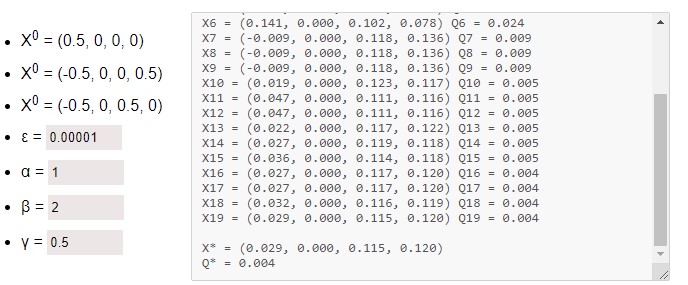 X⁰ = (0.5, 0, 0, 0)
X⁰ = (-0.5, 0, 0, 0.5)
X⁰ = (-0.5, 0, 0.5, 0)
ε = 0.00001
α = 1
β = 2
γ = 0.5
X6 = (0.141, 0.000, 0.102, 0.078) Q6 = 0.024
X7 = (-0.009, 0.000, 0.118, 0.136) Q7 = 0.009
X8 = (-0.009, 0.000, 0.118, 0.136) Q8 = 0.009
X9 = (-0.009, 0.000, 0.118, 0.136) Q9 = 0.009
X10 = (0.019, 0.000, 0.123, 0.117) Q10 = 0.005
X11 = (0.047, 0.000, 0.111, 0.116) Q11 = 0.005
X12 = (0.047, 0.000, 0.111, 0.116) Q12 = 0.005
X13 = (0.022, 0.000, 0.117, 0.122) Q13 = 0.005
X14 = (0.027, 0.000, 0.119, 0.118) Q14 = 0.005
X15 = (0.036, 0.000, 0.114, 0.118) Q15 = 0.005
X16 = (0.027, 0.000, 0.117, 0.120) Q16 = 0.004
X17 = (0.027, 0.000, 0.117, 0.120) Q17 = 0.004
X18 = (0.032, 0.000, 0.116, 0.119) Q18 = 0.004
X19 = (0.029, 0.000, 0.115, 0.120) Q19 = 0.004
X* = (0.029, 0.000, 0.115, 0.120)
Q* = 0.004